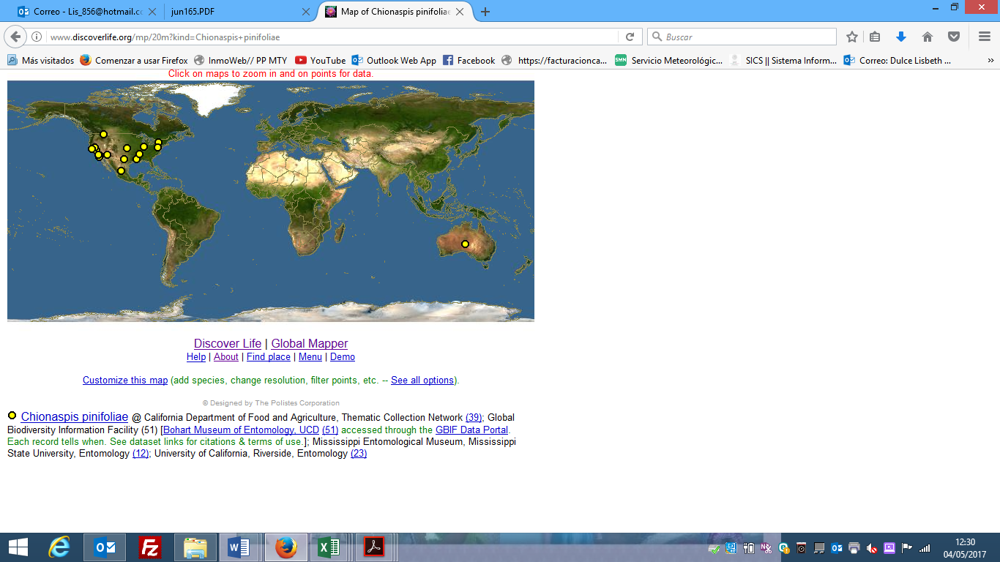 Correo - Lis_856@hotmail.cc
jun165.PDF
Map of Chionaspis pinifoliae
www.discoverlife.org/mp/20m?kind=Chionaspis+pinifoliae
Buscar
Más visitados
Comenzar a usar Firefox
InmoWeb// PP MTY
YouTube
Outlook Web App
Facebook
https://facturacionca...
SMN
Servicio Meteorológic...
SICS || Sistema Inform...
Correo: Dulce Lisbeth ...
Click on maps to zoom in and on points for data.
Discover Life | Global Mapper
Help | About | Find place | Menu | Demo
Customize this map (add species, change resolution, filter points, etc. -- See all options).
© Designed by The Polistes Corporation
Chionaspis pinifoliae @ California Department of Food and Agriculture, Thematic Collection Network (39); Global
Biodiversity Information Facility (51) [Bohart Museum of Entomology, UCD (51) accessed through the GBIF Data Portal.
Each record tells when. See dataset links for citations & terms of use.]; Mississippi Entomological Museum, Mississippi
State University, Entomology (12); University of California, Riverside, Entomology (23)
12:30
04/05/2017